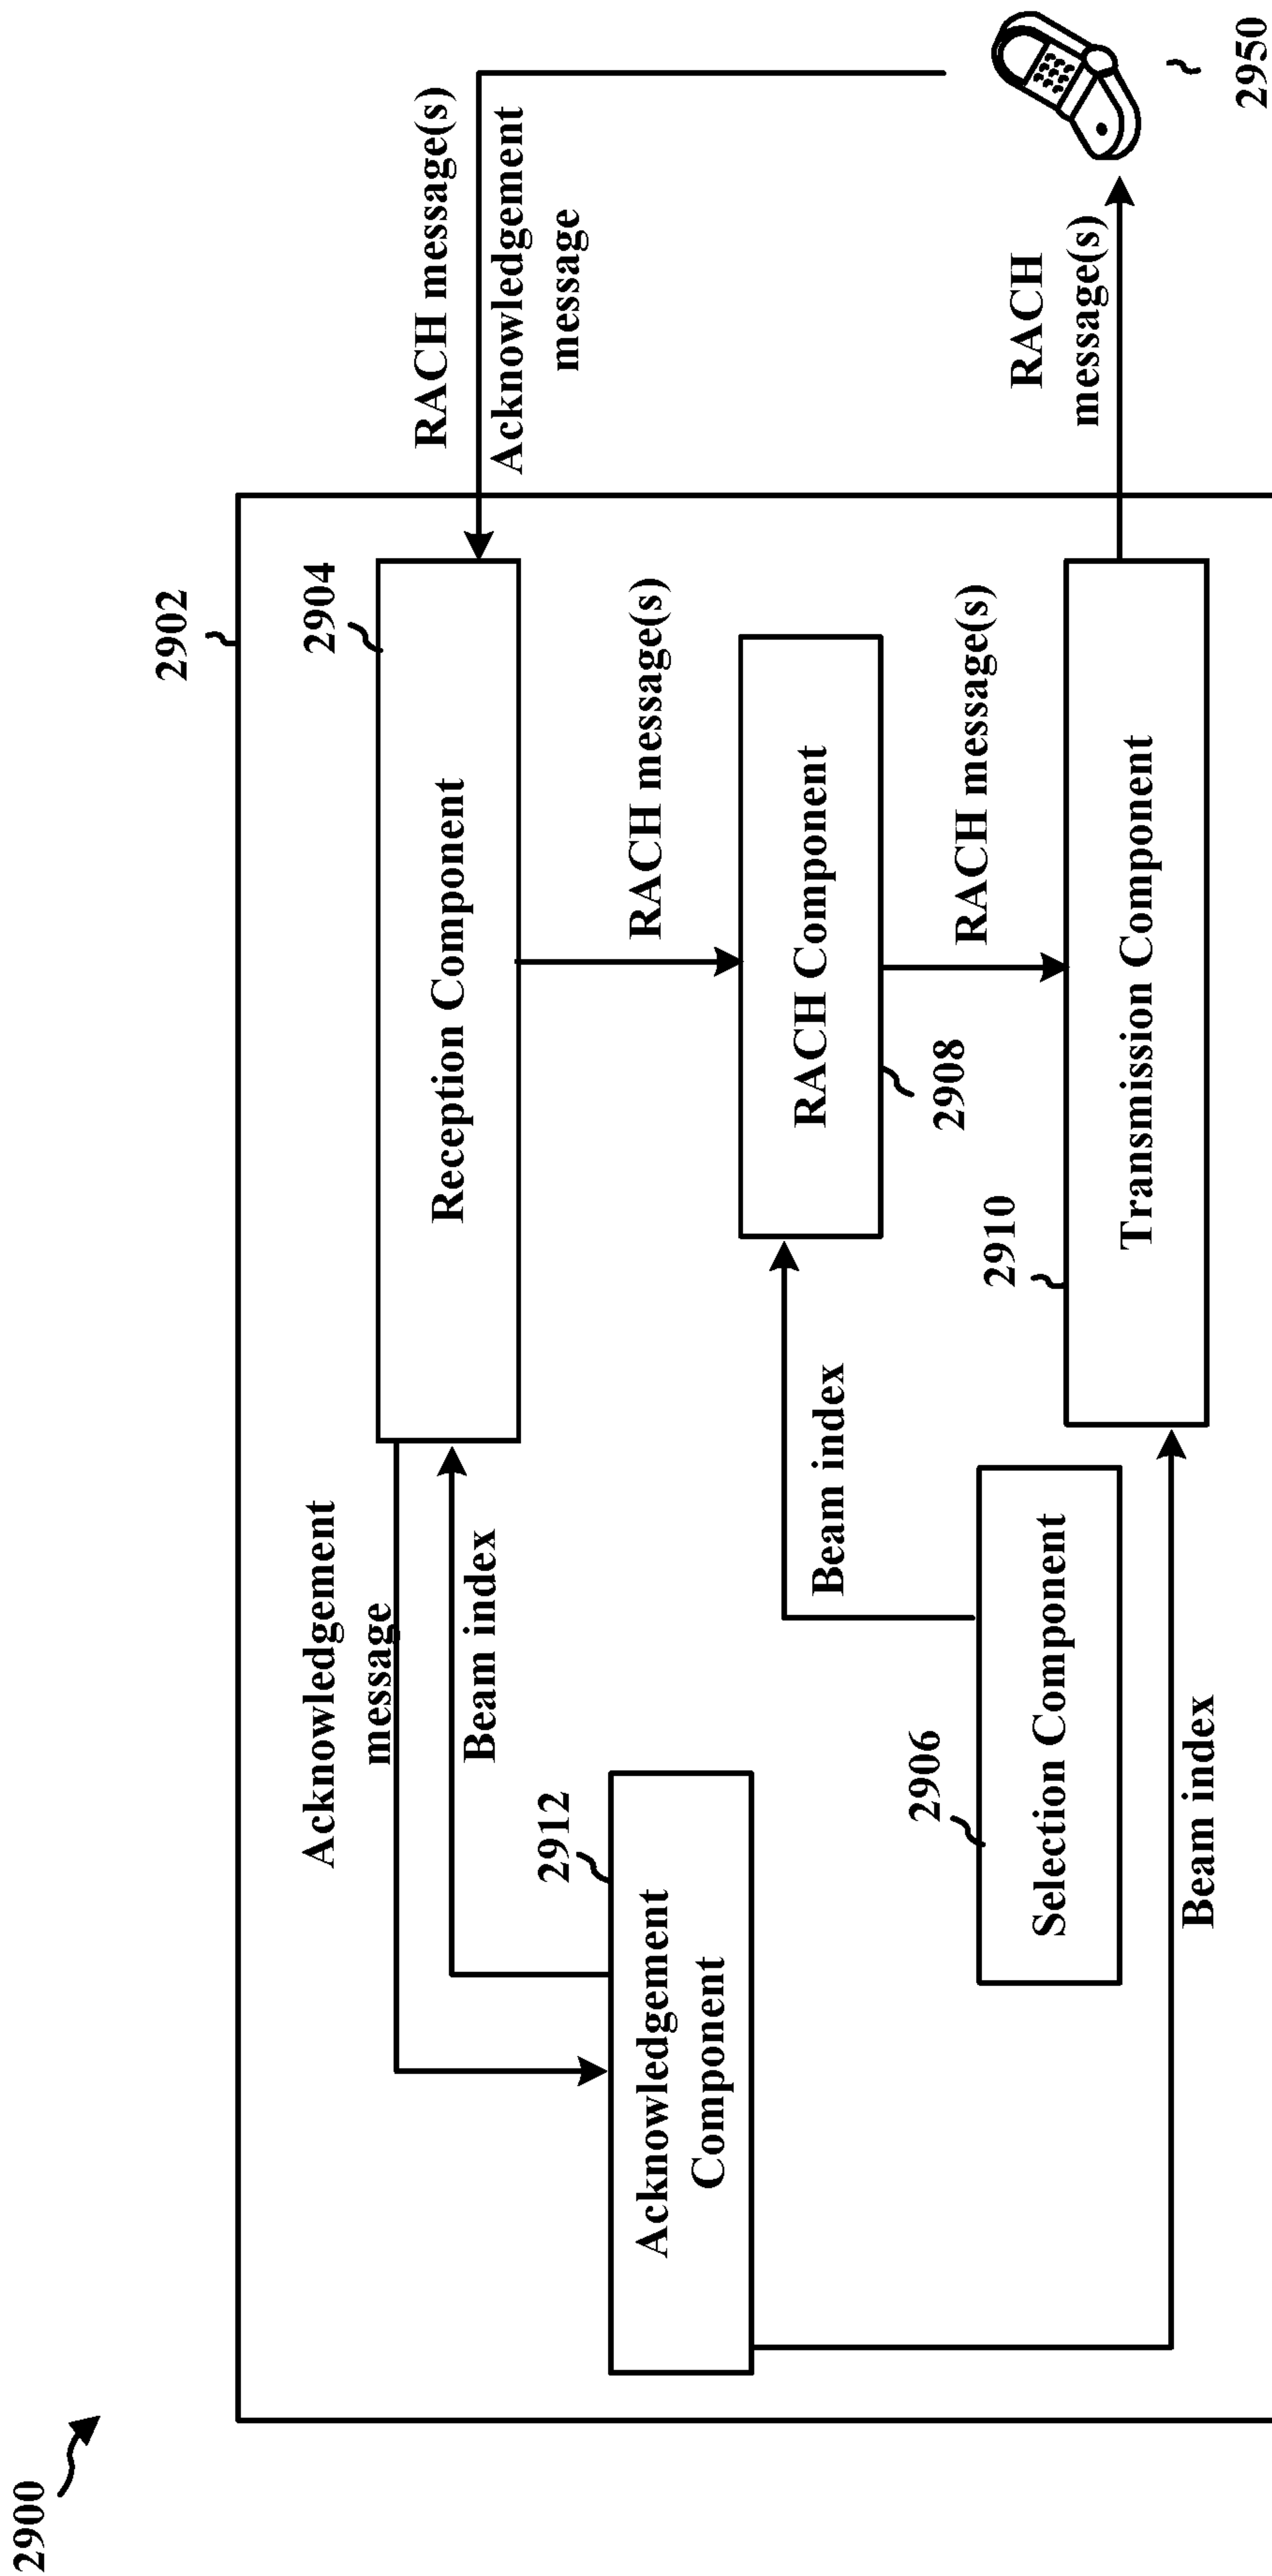 2900
2902
2904
Reception Component
RACH message(s)
Acknowledgement
message
Acknowledgement
message
Beam index
2912
Acknowledgement
Component
RACH message(s)
RACH Component
2908
Beam index
2906
Selection Component
RACH message(s)
2910
Transmission Component
Beam index
RACH
message(s)
2950